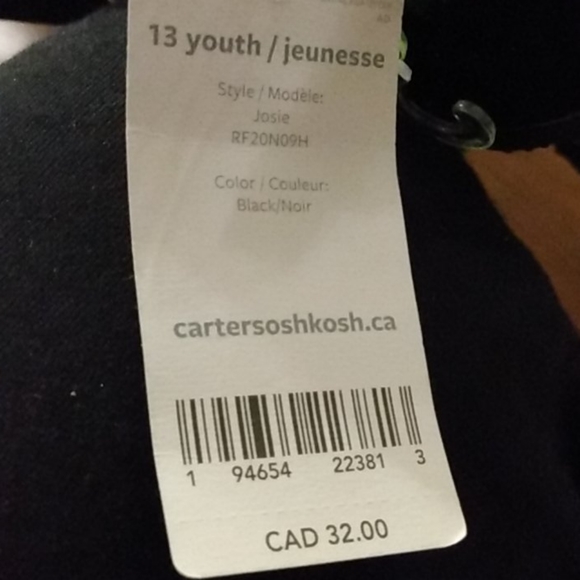 13 youth / jeunesse
Style / Modèle:
Josie
RF20N09H
Color / Couleur:
Black/Noir
cartersoshkosh.ca
1 94654 22381 3
CAD 32.00